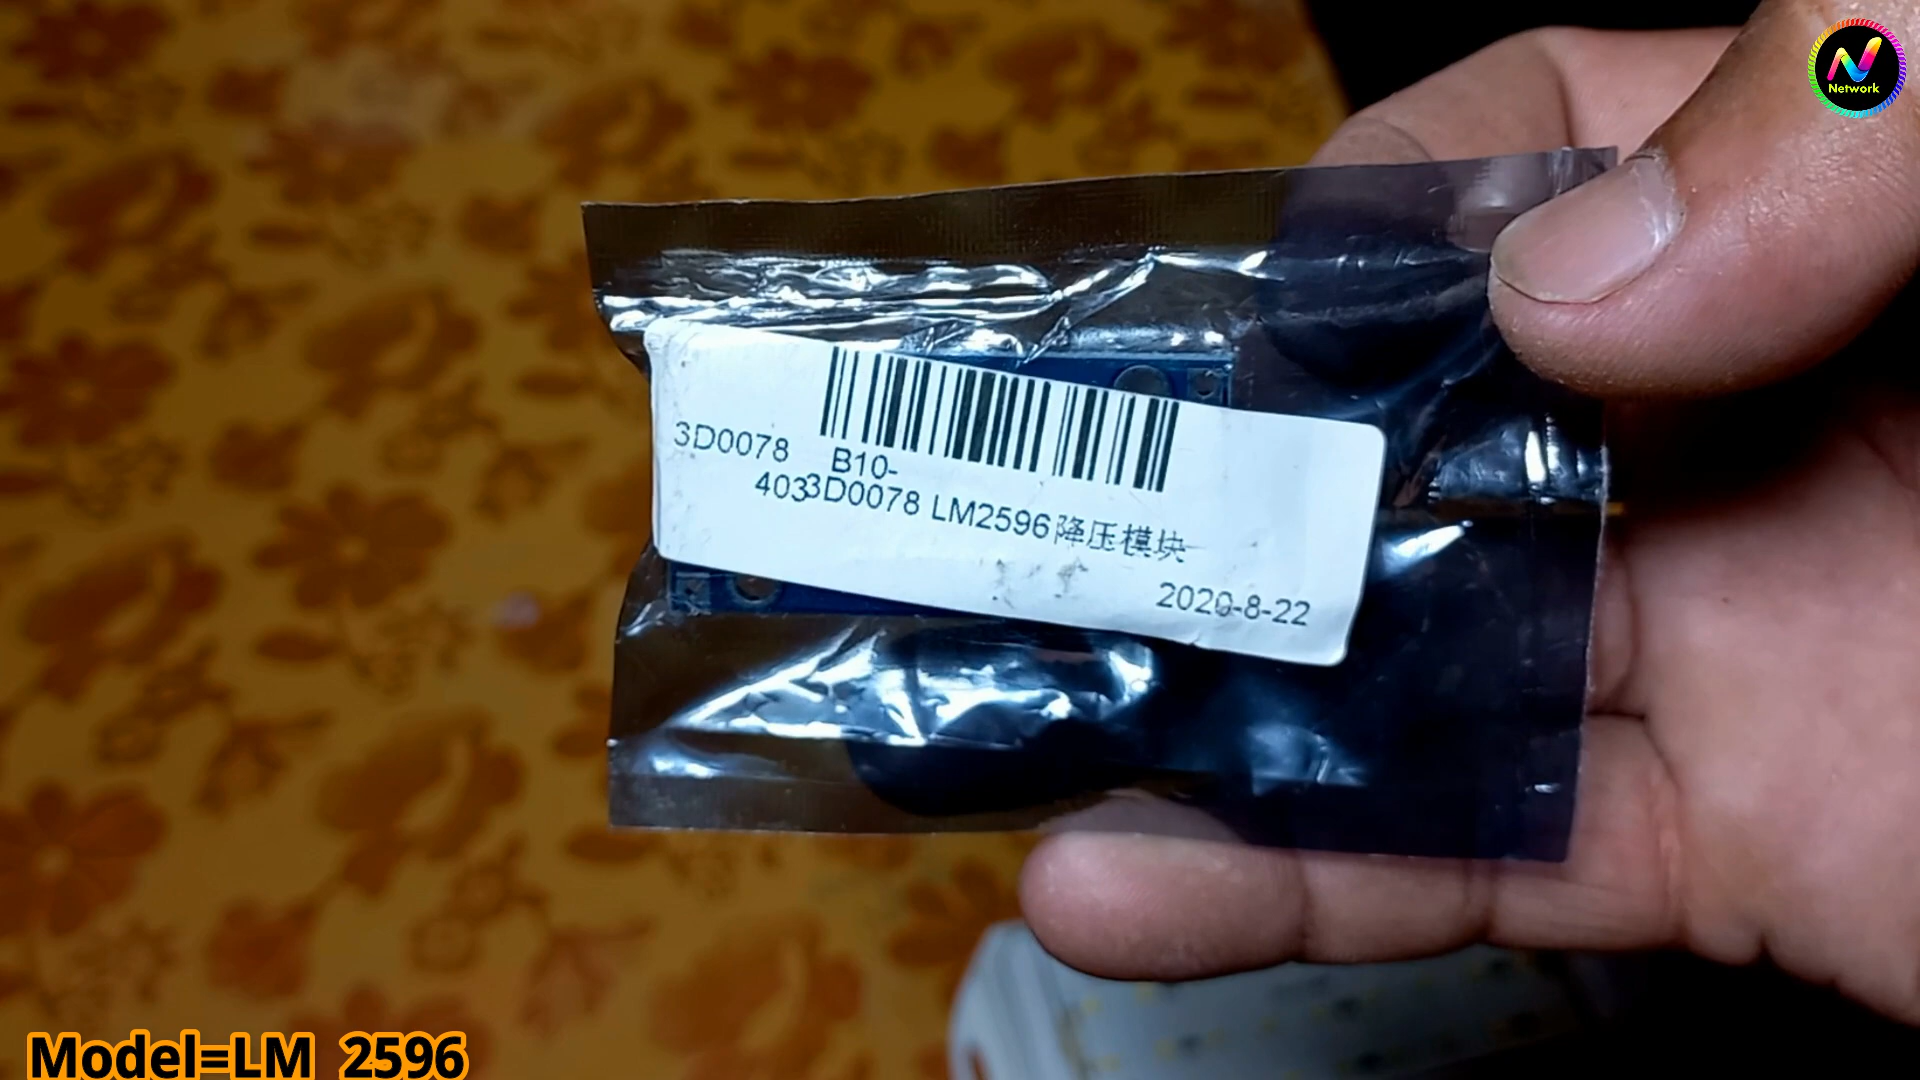 N
Network
3D0078 B10-
4033D0078 LM2596降压模块
2020-8-22
Model=LM 2596